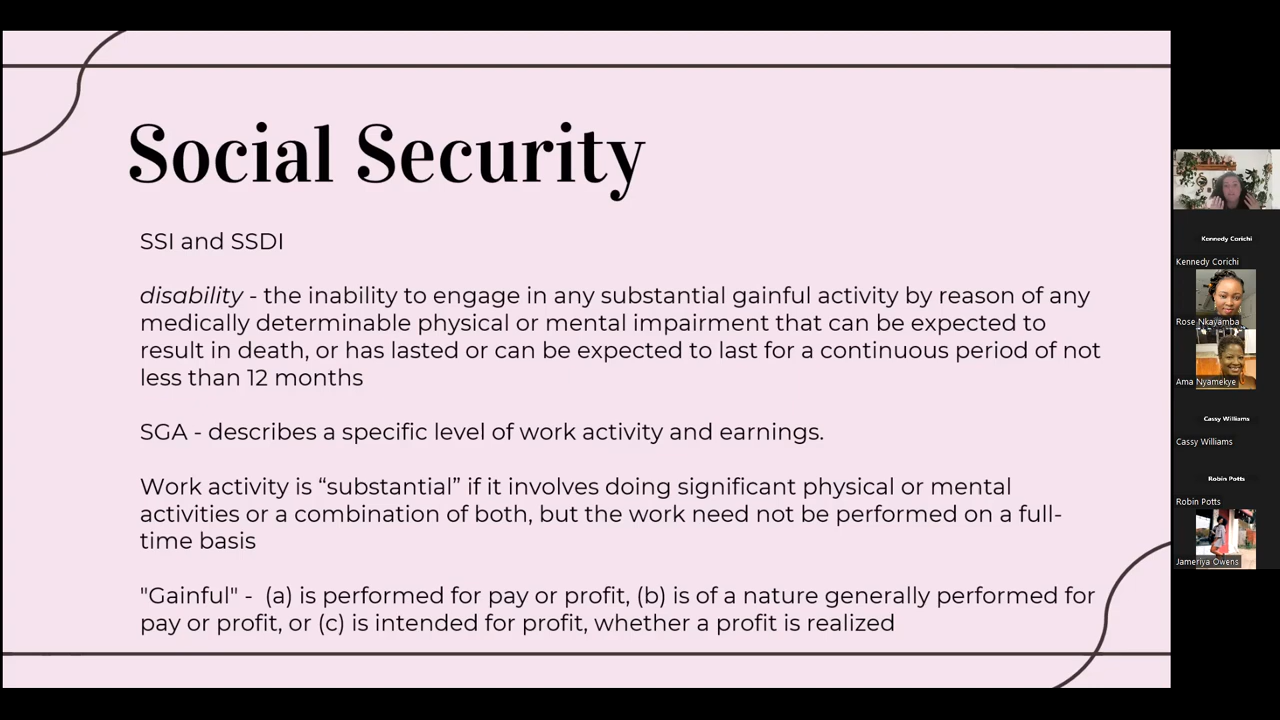 Social Security
SSI and SSDI
disability - the inability to engage in any substantial gainful activity by reason of any
medically determinable physical or mental impairment that can be expected to
result in death, or has lasted or can be expected to last for a continuous period of not
less than 12 months
SGA - describes a specific level of work activity and earnings.
Work activity is “substantial” if it involves doing significant physical or mental
activities or a combination of both, but the work need not be performed on a full-
time basis
"Gainful" -  (a) is performed for pay or profit, (b) is of a nature generally performed for
pay or profit, or (c) is intended for profit, whether a profit is realized
Kennedy Corichi
Kennedy Corichi
Rose Nkayamba
Ama Nyamekye
Cassy Williams
Cassy Williams
Robin Potts
Robin Potts
Jameriya Owens